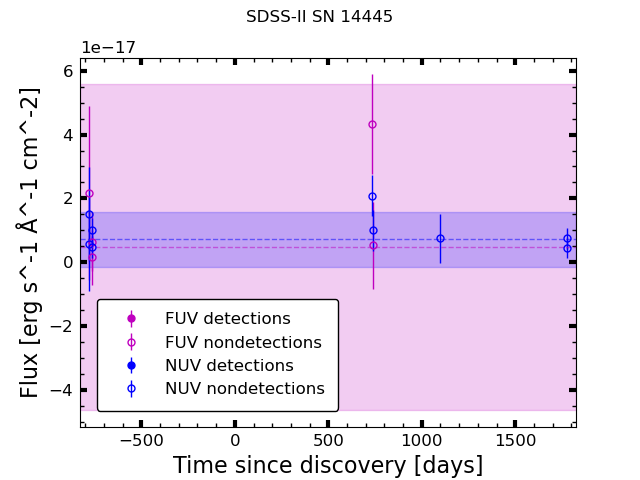 SDSS-II SN 14445
1e−17
6
4
2
0
−2
−4
Flux [erg s^-1 Å^-1 cm^-2]
FUV detections
FUV nondetections
NUV detections
NUV nondetections
−500 0 500 1000 1500
Time since discovery [days]